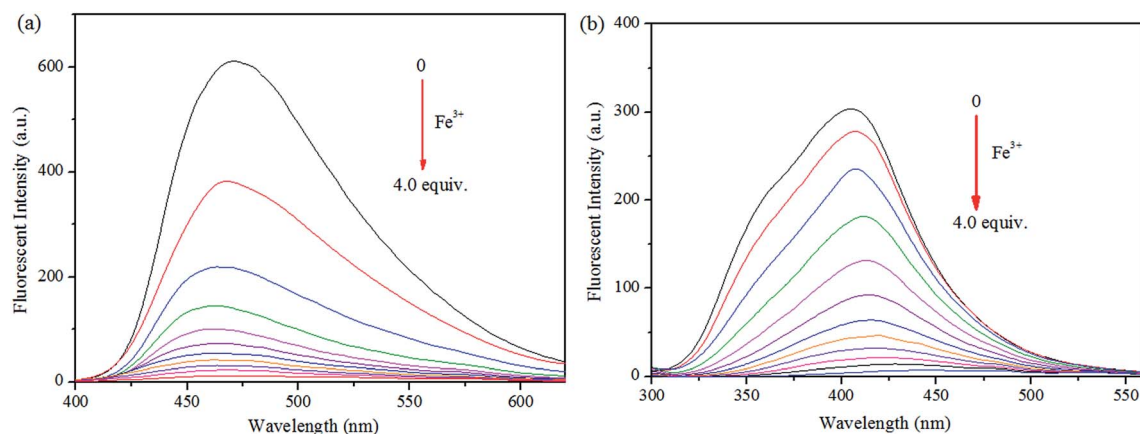 (a)
600
400
200
0
400
450
500
550
600
Fluorescent Intensity (a.u.)
Wavelength (nm)
0
Fe³⁺
4.0 equiv.
(b)
400
300
200
100
0
300
350
400
450
500
550
Fluorescent Intensity (a.u.)
Wavelength (nm)
0
Fe³⁺
4.0 equiv.